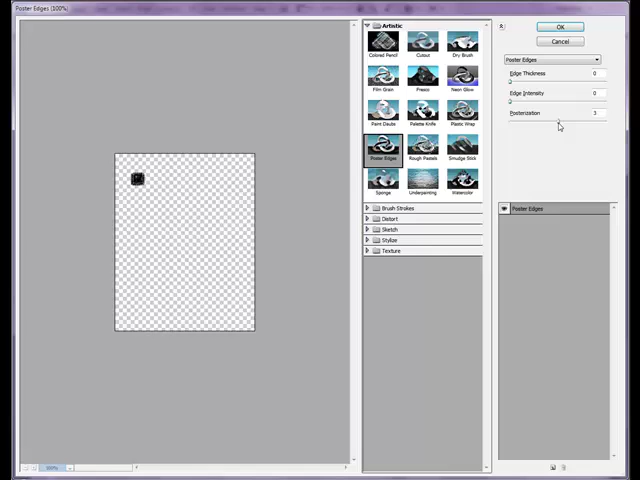 Poster Edges (100%)
Artistic
Colored Pencil
Cutout
Dry Brush
Film Grain
Fresco
Neon Glow
Paint Daubs
Palette Knife
Plastic Wrap
Poster Edges
Rough Pastels
Smudge Stick
Sponge
Underpainting
Watercolor
Brush Strokes
Distort
Sketch
Stylize
Texture
OK
Cancel
Poster Edges
Edge Thickness 0
Edge Intensity 0
Posterization 3
Poster Edges
100%